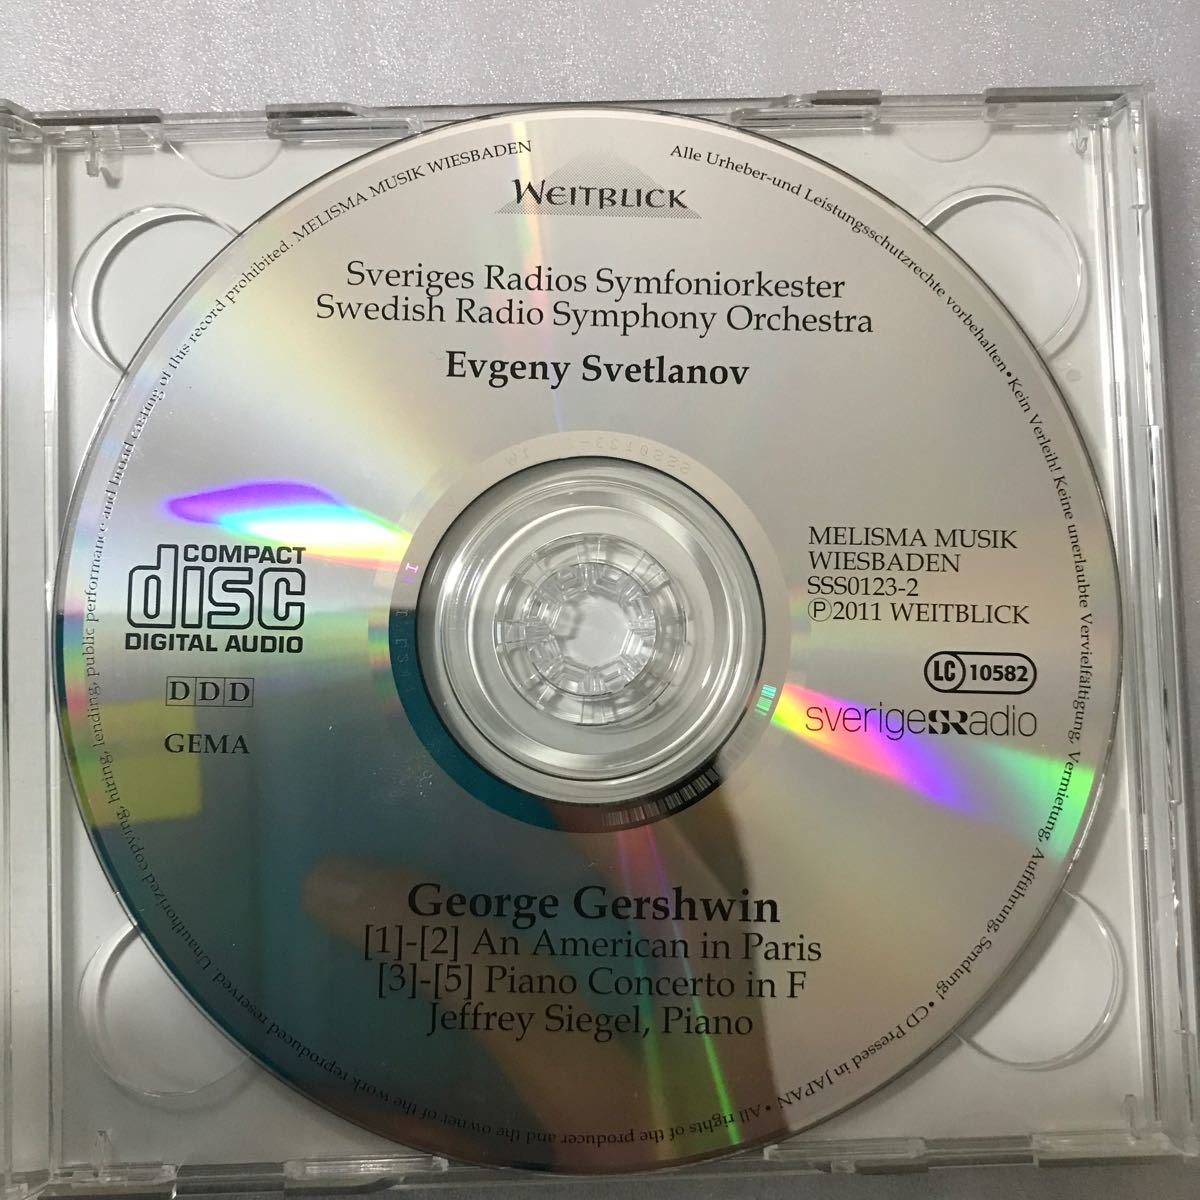 WEITBLICK
Sveriges Radios Symfoniorkester
Swedish Radio Symphony Orchestra
Evgeny Svetlanov
COMPACT
disc
DIGITAL AUDIO
DDD
GEMA
MELISMA MUSIK
WIESBADEN
SSS0123-2
Ⓟ2011 WEITBLICK
LC 10582
sverigeSRadio
George Gershwin
[1]-[2] An American in Paris
[3]-[5] Piano Concerto in F
Jeffrey Siegel, Piano
Alle Urheber-und Leistungsschutzrechte vorbehalten • Kein Verleih! Keine unerlaubte Vervielfältigung, Vermietung, Aufführung, Sendung! • CD Pressed in JAPAN • All rights of the producer and the owner of the work reproduced reserved. Unauthorized copying, hiring, lending, public performance and broad casting of this record prohibited. MELISMA MUSIK WIESBADEN
SSS0123-